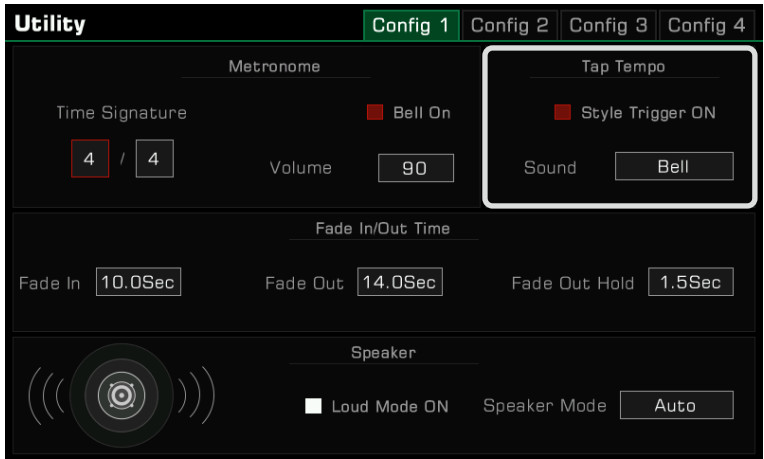 Utility
Config 1
Config 2
Config 3
Config 4
Metronome
Tap Tempo
Time Signature
Bell On
Style Trigger ON
4 / 4
Volume
90
Sound
Bell
Fade In/Out Time
Fade In
10.0Sec
Fade Out
14.0Sec
Fade Out Hold
1.5Sec
Speaker
Loud Mode ON
Speaker Mode
Auto